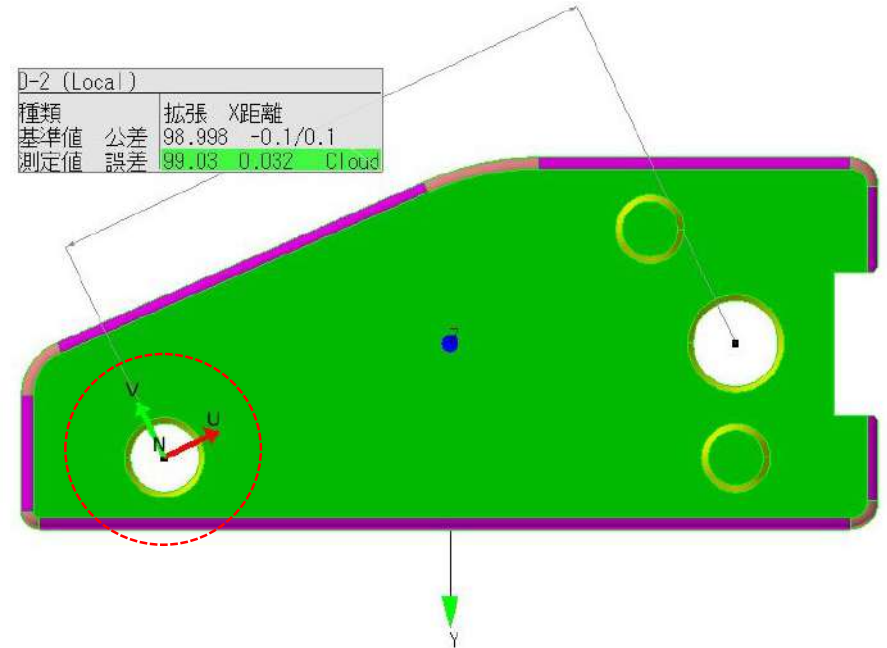 D-2 (Local)
種類 拡張 X距離
基準値 公差 98.998 -0.1/0.1
測定値 誤差 99.03 0.032 Cloud
V
U
N
Y